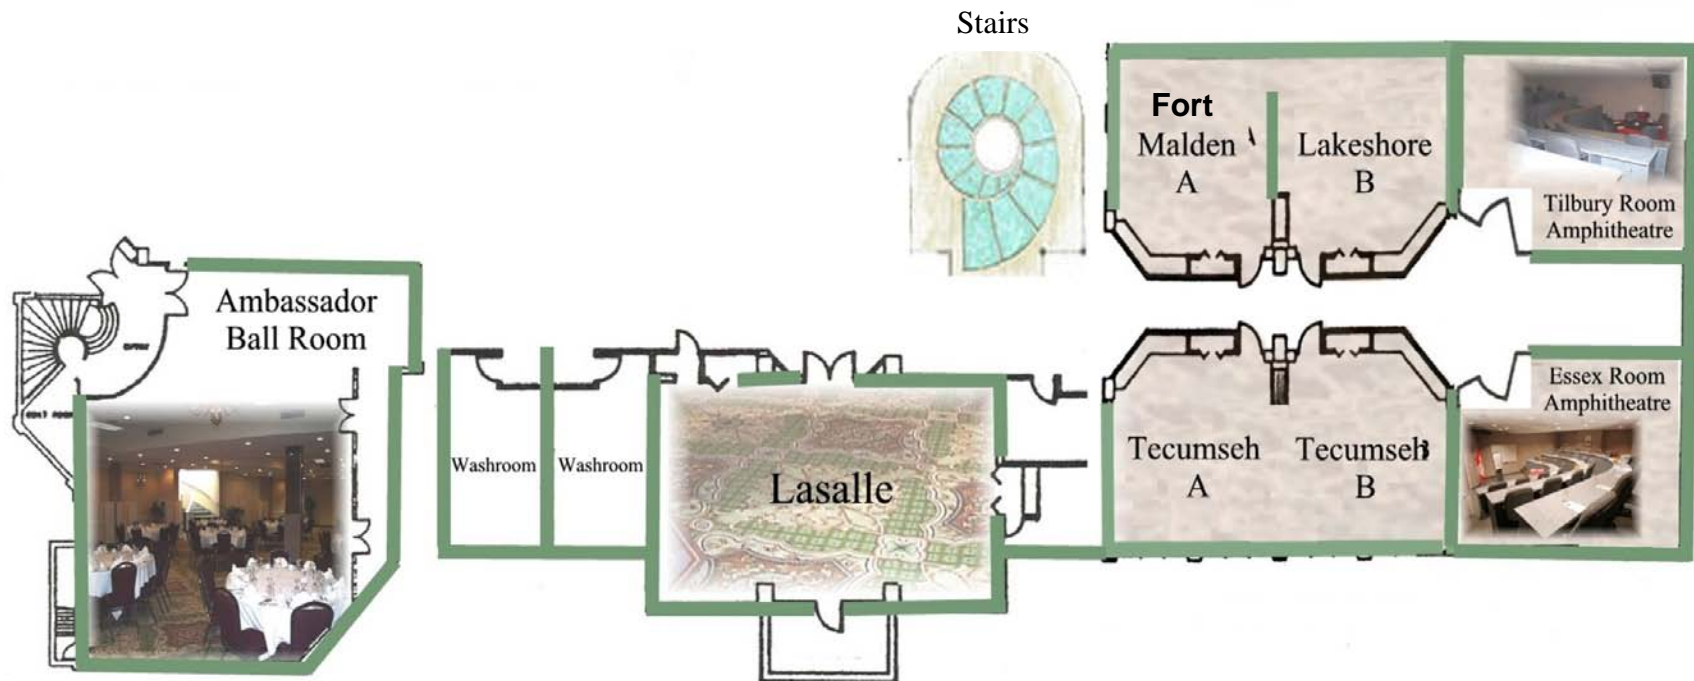 Stairs
Fort
Malden
A
Lakeshore
B
Tilbury Room
Amphitheatre
Ambassador
Ball Room
Essex Room
Amphitheatre
Washroom
Washroom
Lasalle
Tecumseh
A
Tecumseh
B